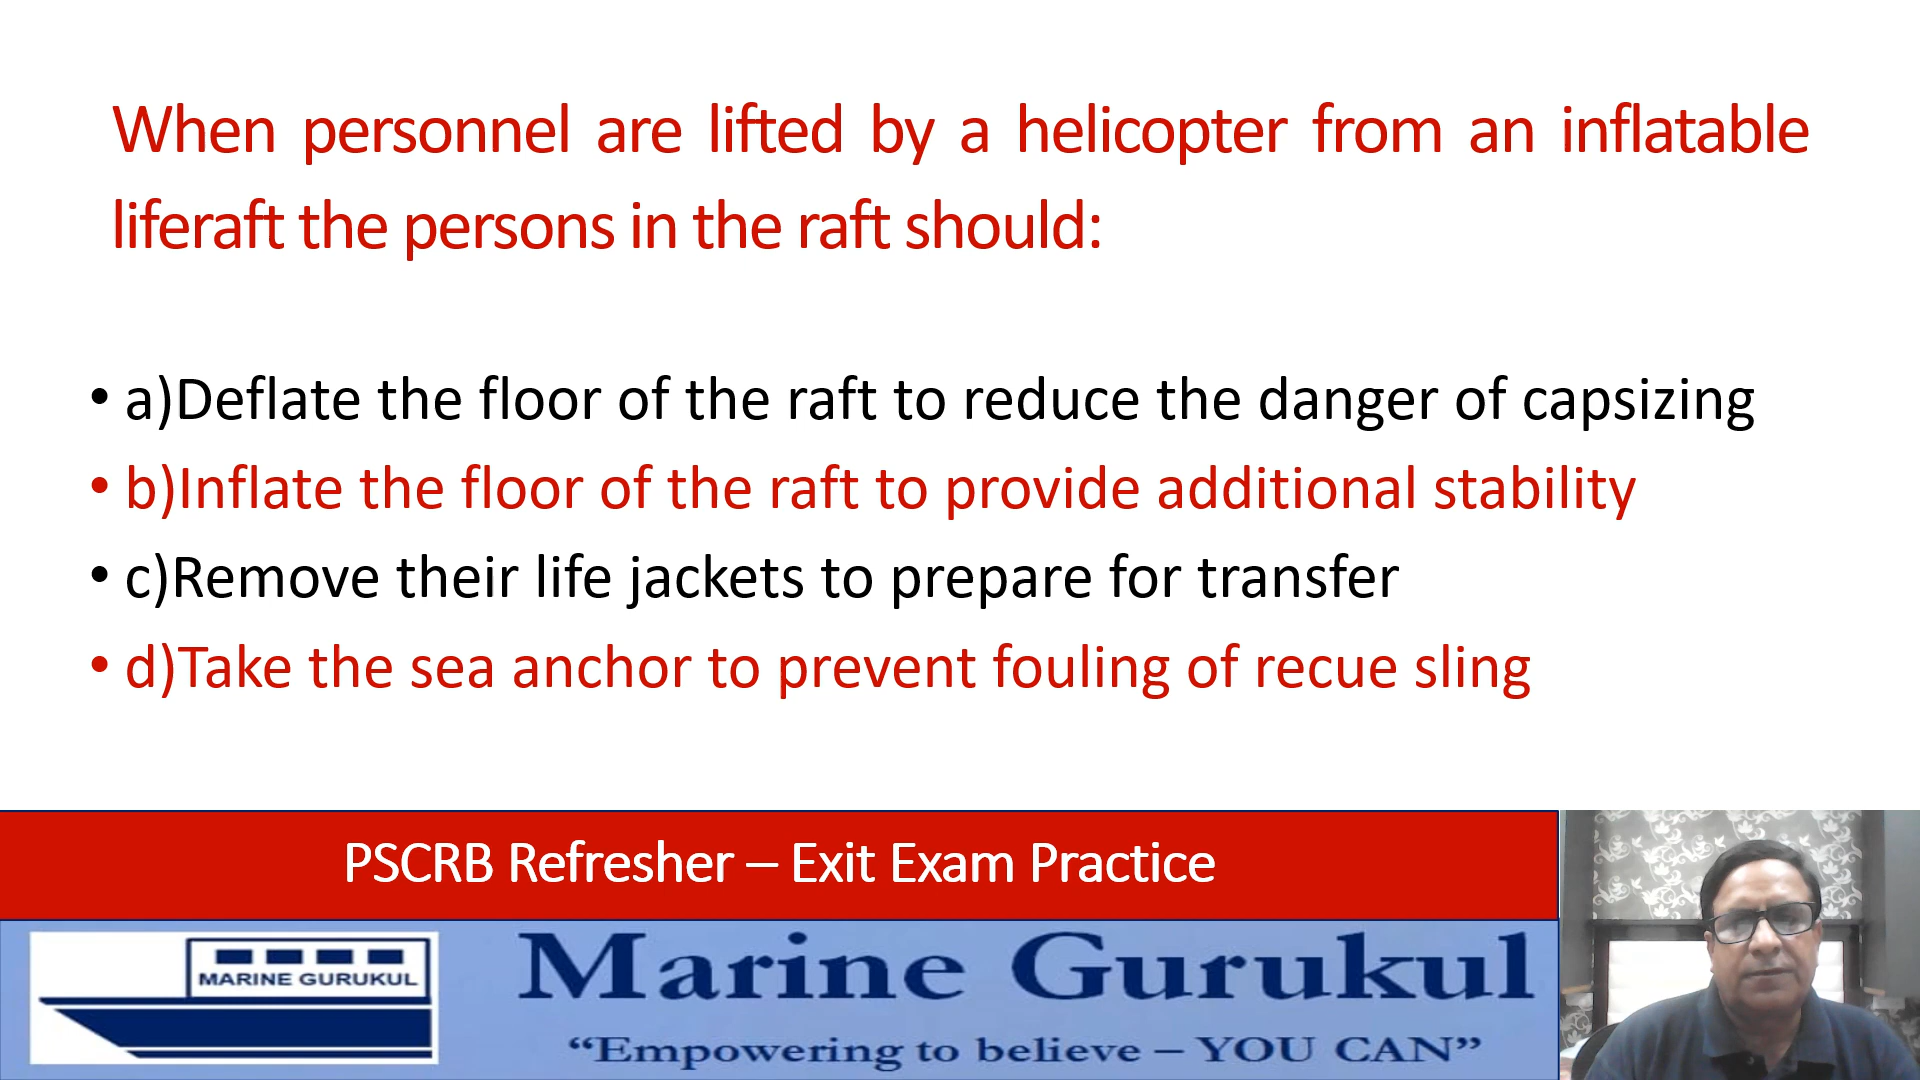 When personnel are lifted by a helicopter from an inflatable
liferaft the persons in the raft should:
• a)Deflate the floor of the raft to reduce the danger of capsizing
• b)Inflate the floor of the raft to provide additional stability
• c)Remove their life jackets to prepare for transfer
• d)Take the sea anchor to prevent fouling of recue sling
PSCRB Refresher – Exit Exam Practice
MARINE GURUKUL
Marine Gurukul
“Empowering to believe – YOU CAN”